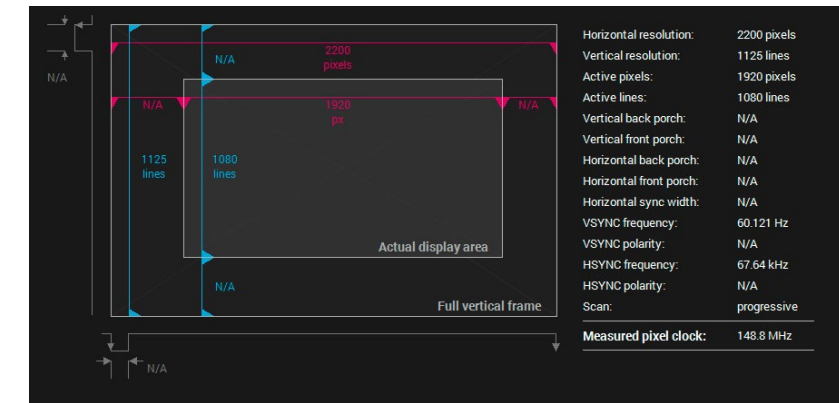 N/A
N/A
2200
pixels
N/A
1920
px
N/A
1125
lines
1080
lines
Actual display area
N/A
Full vertical frame
N/A
Horizontal resolution: 2200 pixels
Vertical resolution: 1125 lines
Active pixels: 1920 pixels
Active lines: 1080 lines
Vertical back porch: N/A
Vertical front porch: N/A
Horizontal back porch: N/A
Horizontal front porch: N/A
Horizontal sync width: N/A
VSYNC frequency: 60.121 Hz
VSYNC polarity: N/A
HSYNC frequency: 67.64 kHz
HSYNC polarity: N/A
Scan: progressive
Measured pixel clock: 148.8 MHz